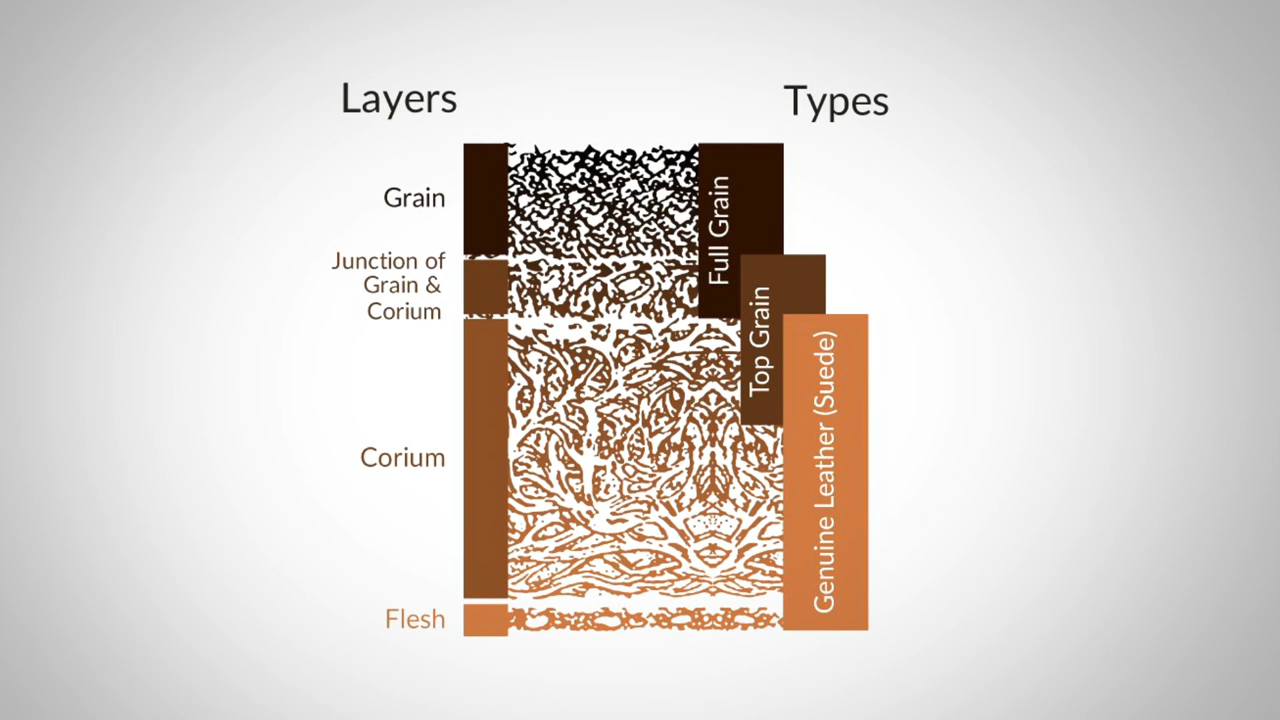 Layers
Types
Grain
Junction of
Grain &
Corium
Corium
Flesh
Full Grain
Top Grain
Genuine Leather (Suede)